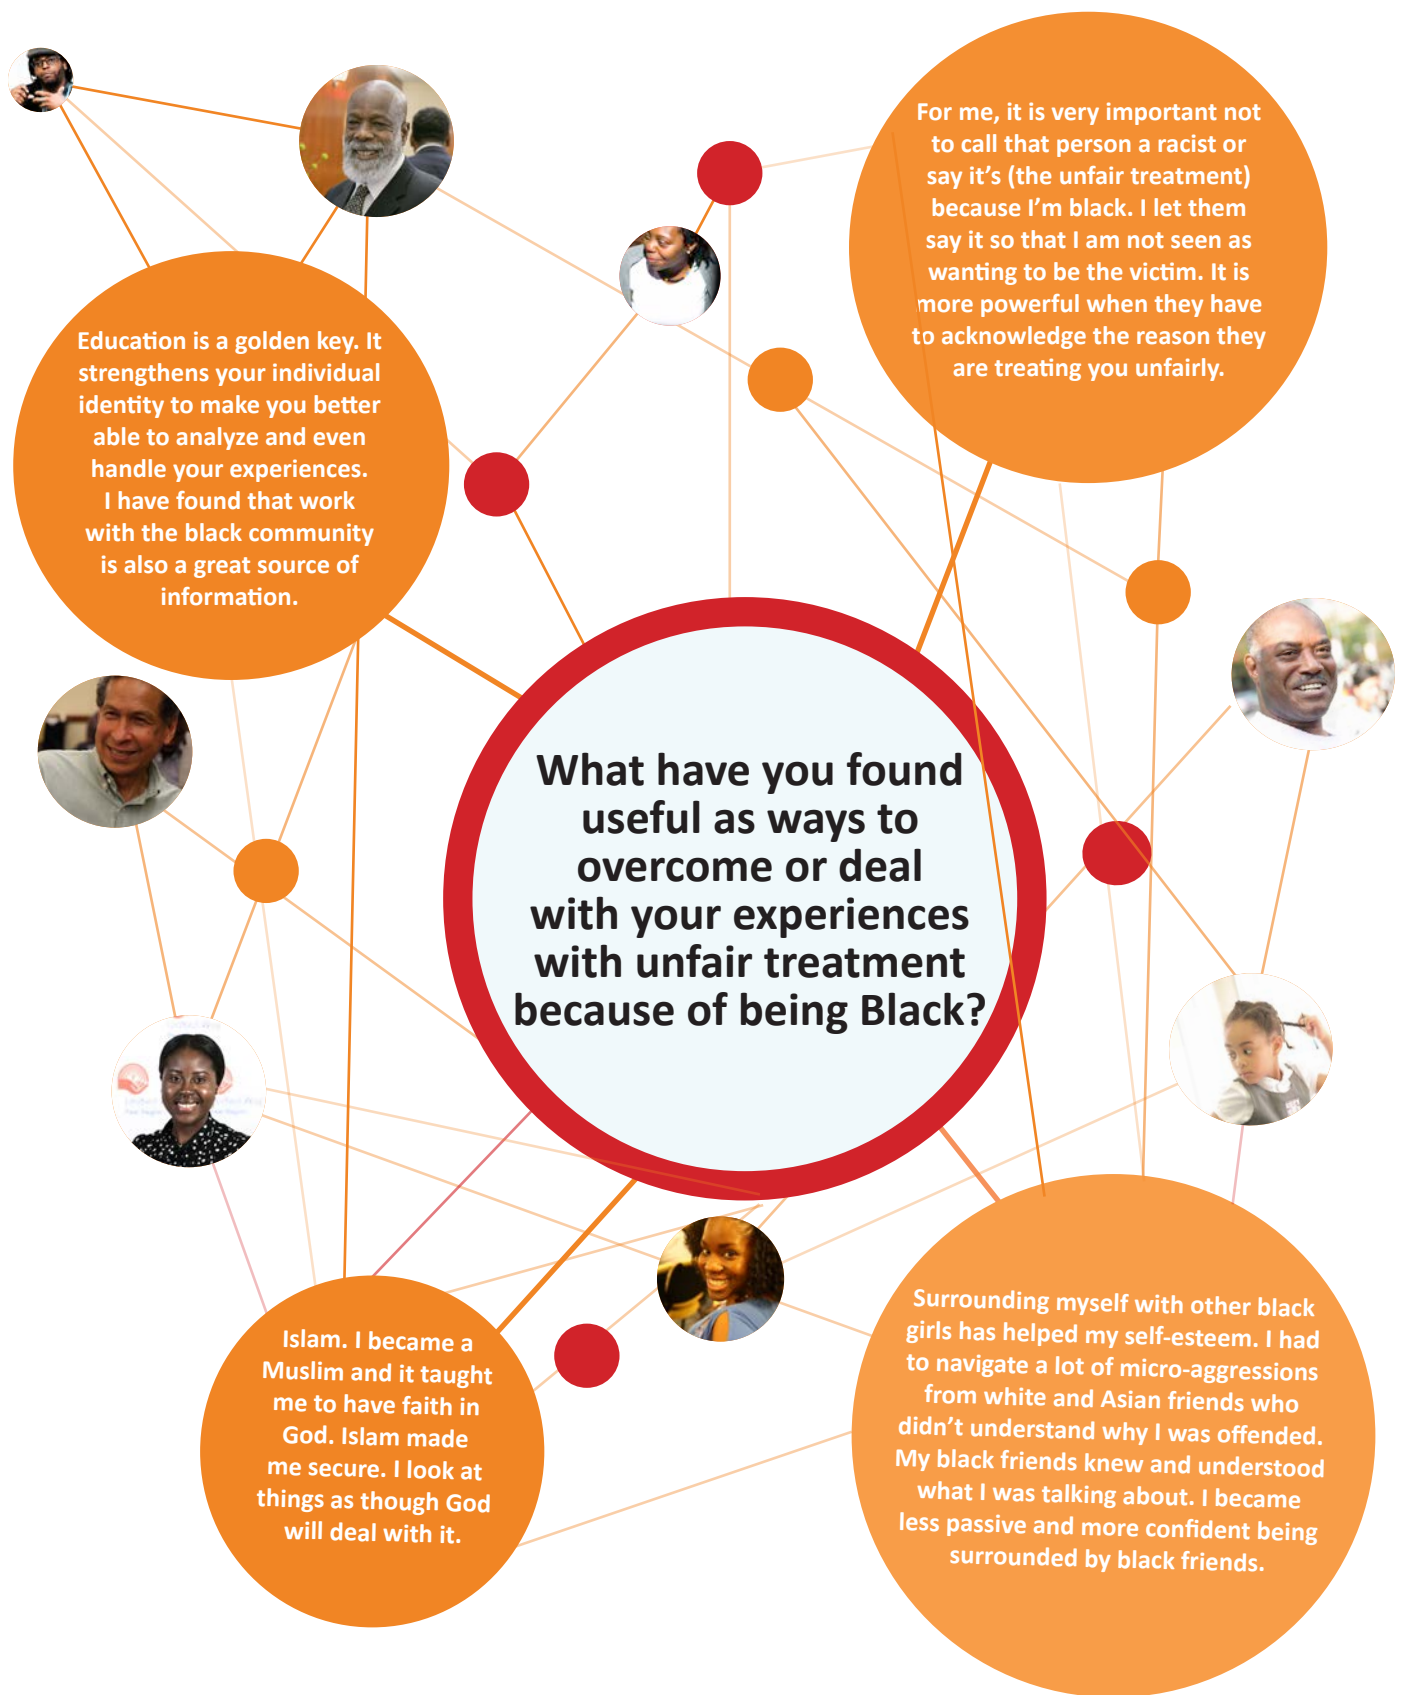 For me, it is very important not
to call that person a racist or
say it’s (the unfair treatment)
because I’m black. I let them
say it so that I am not seen as
wanting to be the victim. It is
more powerful when they have
to acknowledge the reason they
are treating you unfairly.
Education is a golden key. It
strengthens your individual
identity to make you better
able to analyze and even
handle your experiences.
I have found that work
with the black community
is also a great source of
information.
What have you found
useful as ways to
overcome or deal
with your experiences
with unfair treatment
because of being Black?
Islam. I became a
Muslim and it taught
me to have faith in
God. Islam made
me secure. I look at
things as though God
will deal with it.
Surrounding myself with other black
girls has helped my self-esteem. I had
to navigate a lot of micro-aggressions
from white and Asian friends who
didn’t understand why I was offended.
My black friends knew and understood
what I was talking about. I became
less passive and more confident being
surrounded by black friends.